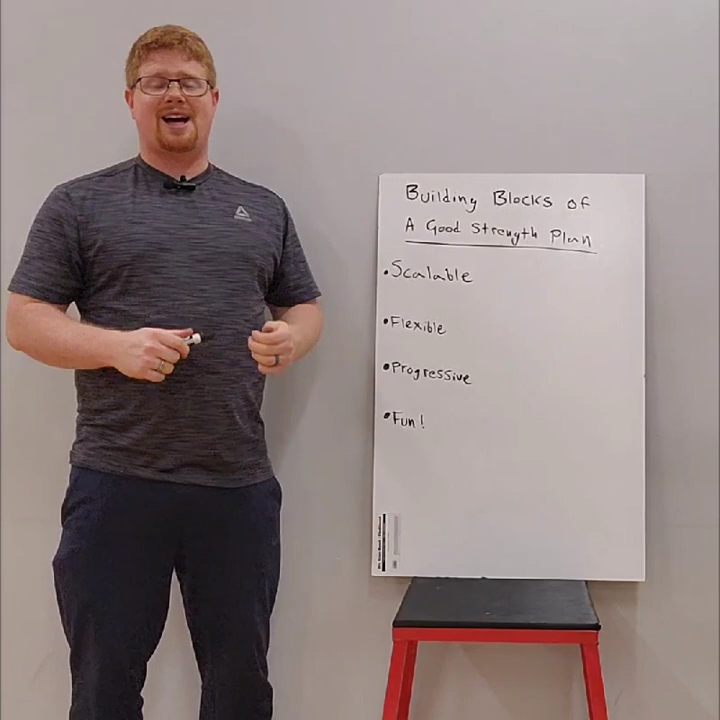 Building Blocks of
A Good Strength Plan
• Scalable
• Flexible
• Progressive
• Fun!